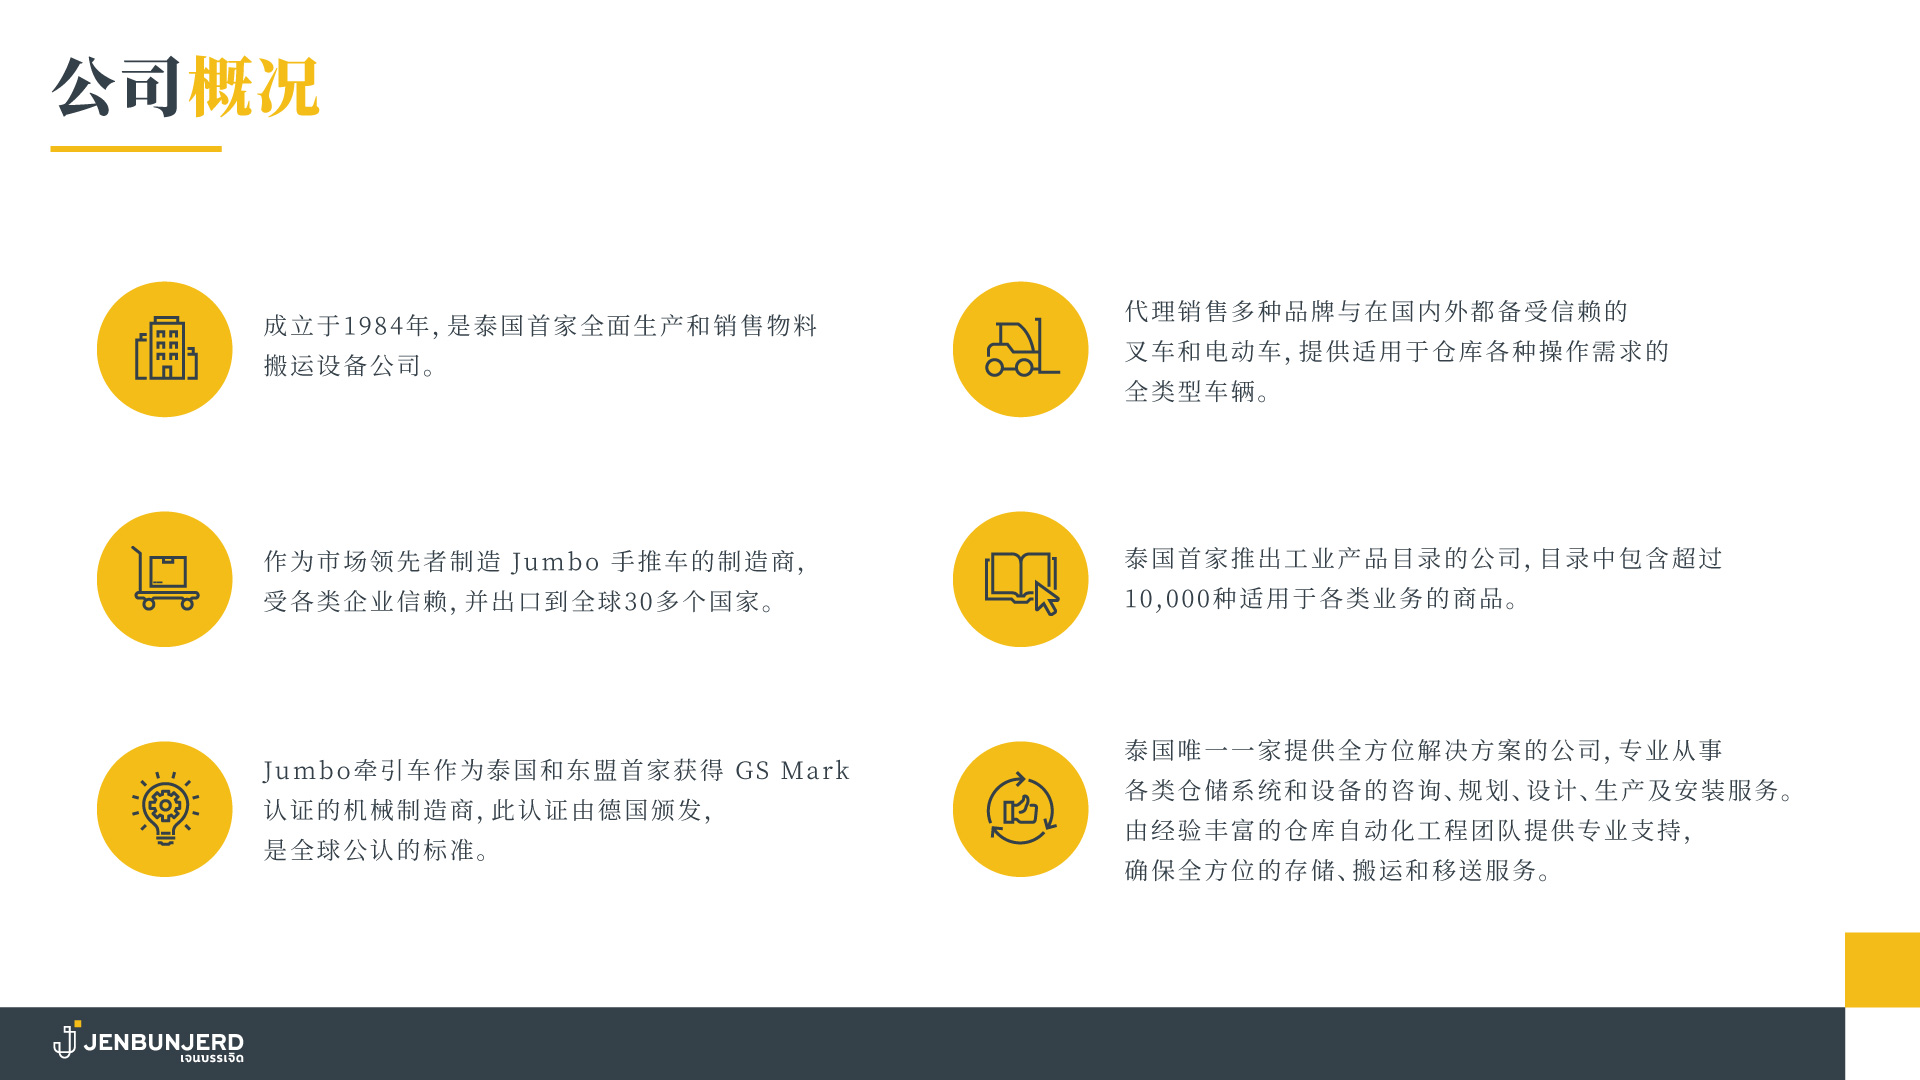 公司概况
成立于1984年, 是泰国首家全面生产和销售物料
搬运设备公司。
作为市场领先者制造 Jumbo 手推车的制造商,
受各类企业信赖, 并出口到全球30多个国家。
Jumbo牵引车作为泰国和东盟首家获得 GS Mark
认证的机械制造商, 此认证由德国颁发,
是全球公认的标准。
代理销售多种品牌与在国内外都备受信赖的
叉车和电动车, 提供适用于仓库各种操作需求的
全类型车辆。
泰国首家推出工业产品目录的公司, 目录中包含超过
10,000种适用于各类业务的商品。
泰国唯一一家提供全方位解决方案的公司, 专业从事
各类仓储系统和设备的咨询、规划、设计、生产及安装服务。
由经验丰富的仓库自动化工程团队提供专业支持,
确保全方位的存储、搬运和移送服务。
JENBUNJERD
เจนบรรเจิด